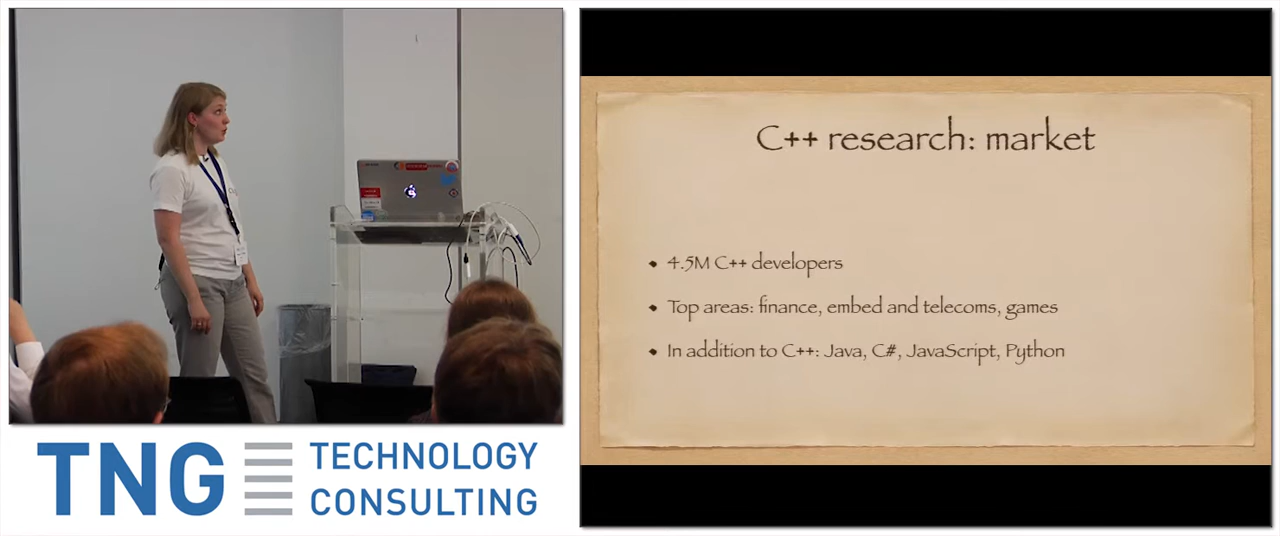 C++ research: market
• 4.5M C++ developers
• Top areas: finance, embed and telecoms, games
• In addition to C++: Java, C#, JavaScript, Python
TNG TECHNOLOGY
CONSULTING